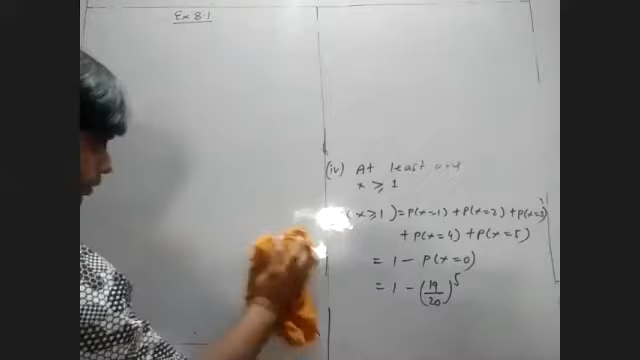 Ex. 8.1
(iv) At least one
x ⩾ 1
( x ⩾ 1 ) = P(x=1) + P(x=2) + P(x=3)
+ P(x=4) + P(x=5)
= 1 - P(x=0)
= 1 - (19/20)^5